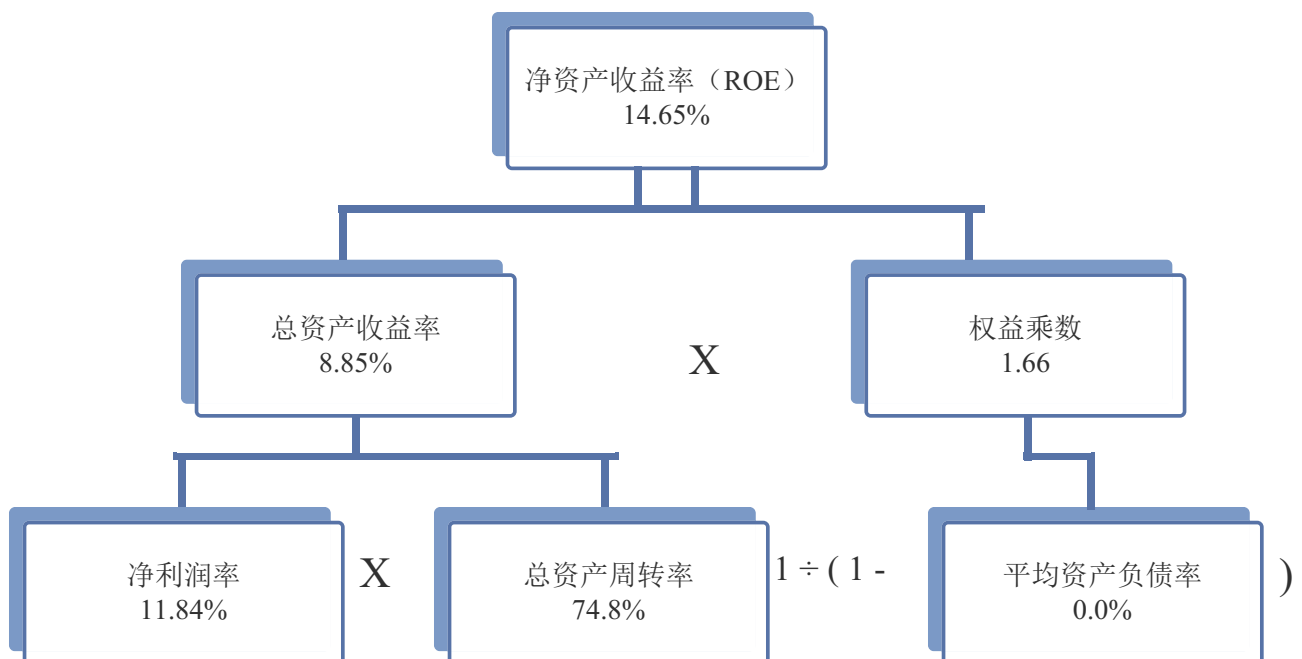 净资产收益率（ROE）
14.65%
总资产收益率
8.85%
X
权益乘数
1.66
净利润率
11.84%
X
总资产周转率
74.8%
1 ÷ ( 1 -
平均资产负债率
0.0%
)